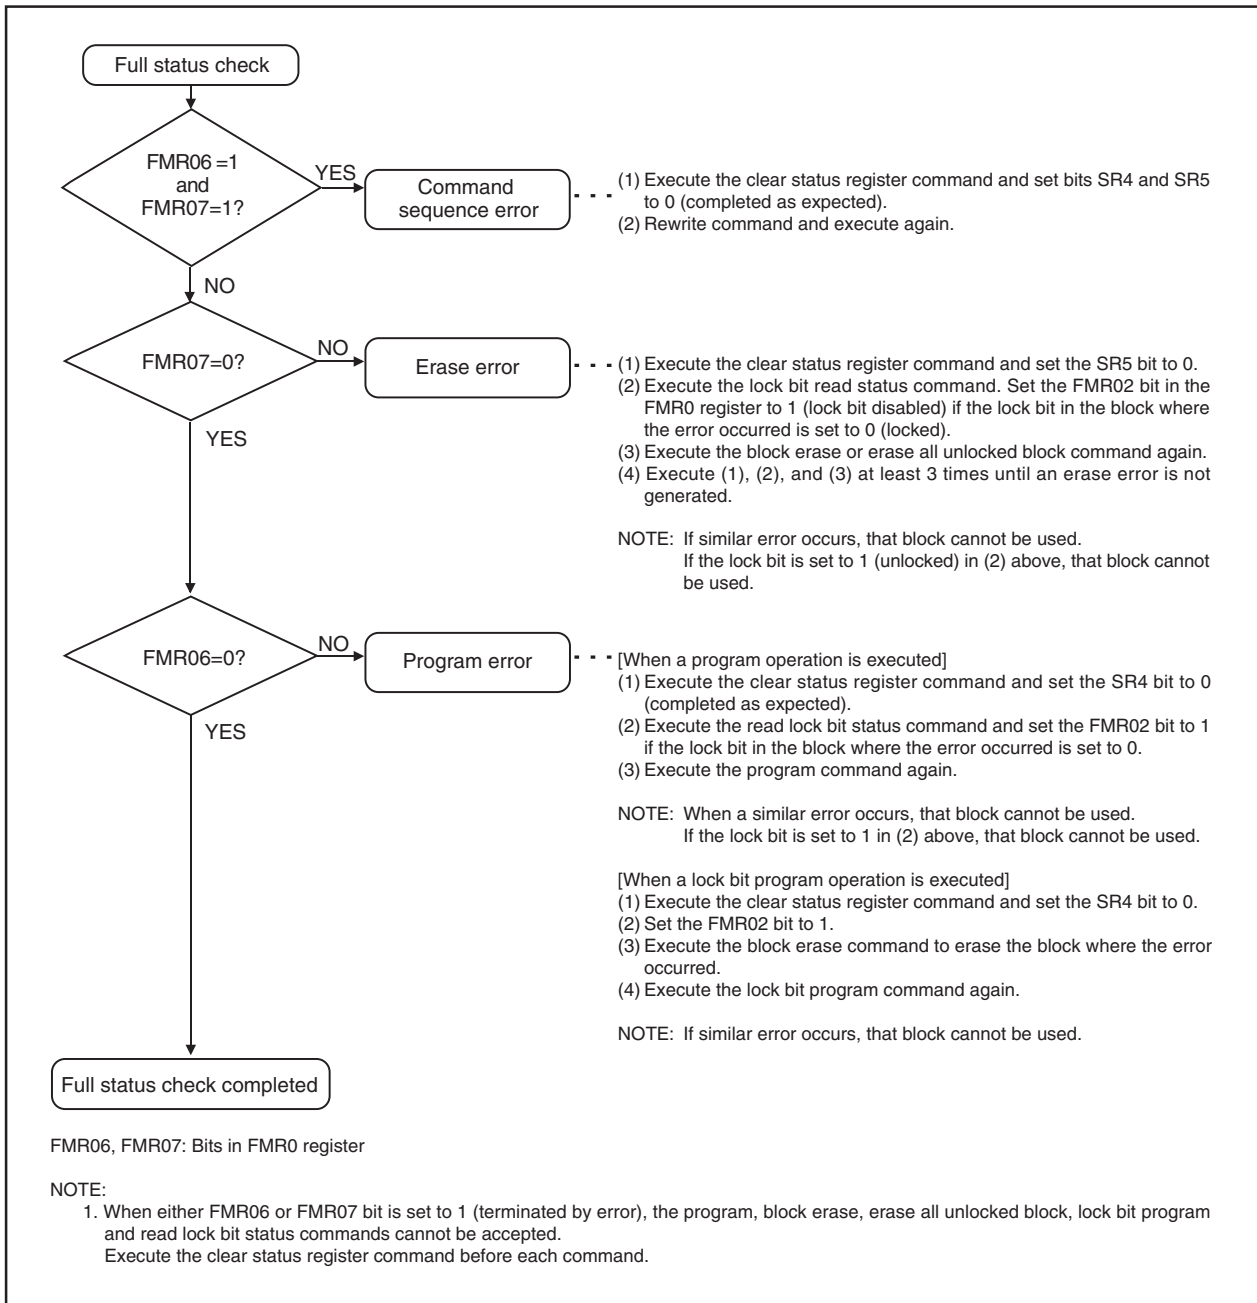 Full status check
FMR06 =1
and
FMR07=1?
YES
Command
sequence error
(1) Execute the clear status register command and set bits SR4 and SR5
to 0 (completed as expected).
(2) Rewrite command and execute again.
NO
FMR07=0?
NO
Erase error
(1) Execute the clear status register command and set the SR5 bit to 0.
(2) Execute the lock bit read status command. Set the FMR02 bit in the
FMR0 register to 1 (lock bit disabled) if the lock bit in the block where
the error occurred is set to 0 (locked).
(3) Execute the block erase or erase all unlocked block command again.
(4) Execute (1), (2), and (3) at least 3 times until an erase error is not
generated.
NOTE: If similar error occurs, that block cannot be used.
If the lock bit is set to 1 (unlocked) in (2) above, that block cannot
be used.
YES
FMR06=0?
NO
Program error
[When a program operation is executed]
(1) Execute the clear status register command and set the SR4 bit to 0
(completed as expected).
(2) Execute the read lock bit status command and set the FMR02 bit to 1
if the lock bit in the block where the error occurred is set to 0.
(3) Execute the program command again.
NOTE: When a similar error occurs, that block cannot be used.
If the lock bit is set to 1 in (2) above, that block cannot be used.
[When a lock bit program operation is executed]
(1) Execute the clear status register command and set the SR4 bit to 0.
(2) Set the FMR02 bit to 1.
(3) Execute the block erase command to erase the block where the error
occurred.
(4) Execute the lock bit program command again.
NOTE: If similar error occurs, that block cannot be used.
YES
Full status check completed
FMR06, FMR07: Bits in FMR0 register
NOTE:
1. When either FMR06 or FMR07 bit is set to 1 (terminated by error), the program, block erase, erase all unlocked block, lock bit program
and read lock bit status commands cannot be accepted.
Execute the clear status register command before each command.